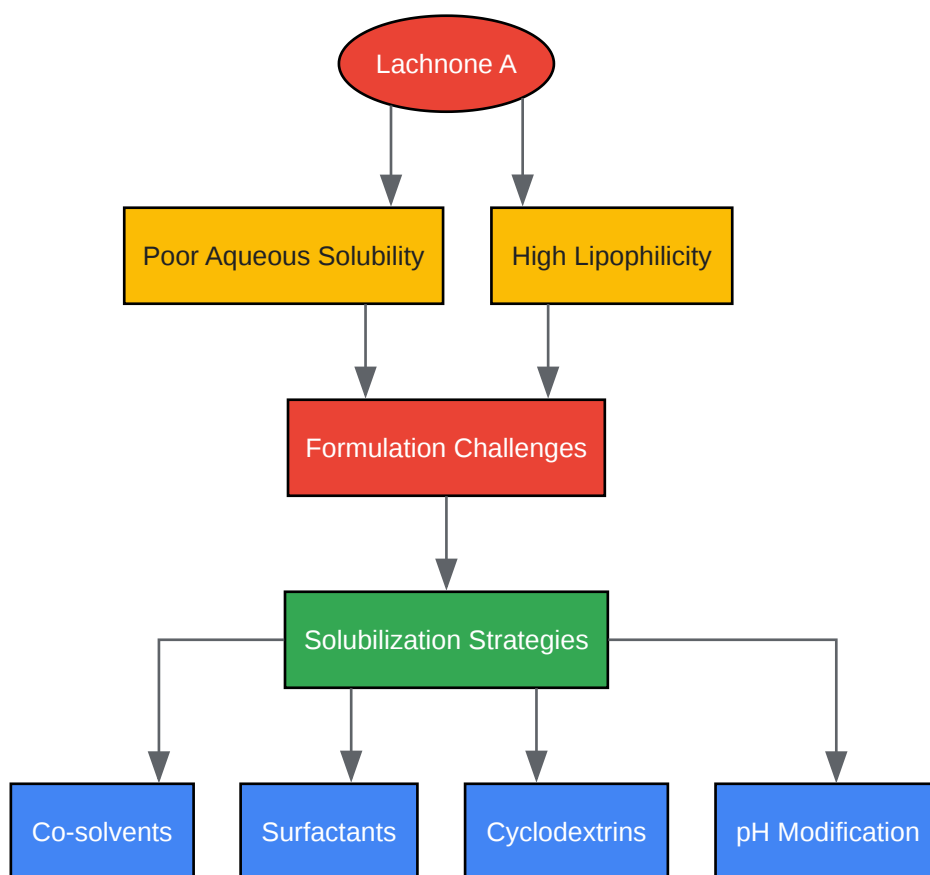 Lachnone A
Poor Aqueous Solubility
High Lipophilicity
Formulation Challenges
Solubilization Strategies
Co-solvents
Surfactants
Cyclodextrins
pH Modification